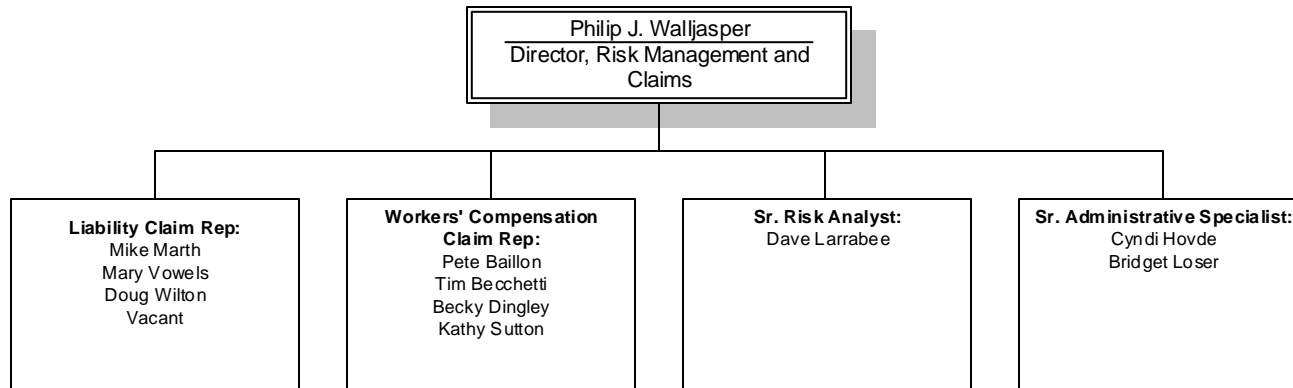 Philip J. Walljasper
Director, Risk Management and
Claims
Liability Claim Rep:
Mike Marth
Mary Vowels
Doug Wilton
Vacant
Workers' Compensation
Claim Rep:
Pete Baillon
Tim Becchetti
Becky Dingley
Kathy Sutton
Sr. Risk Analyst:
Dave Larrabee
Sr. Administrative Specialist:
Cyndi Hovde
Bridget Loser